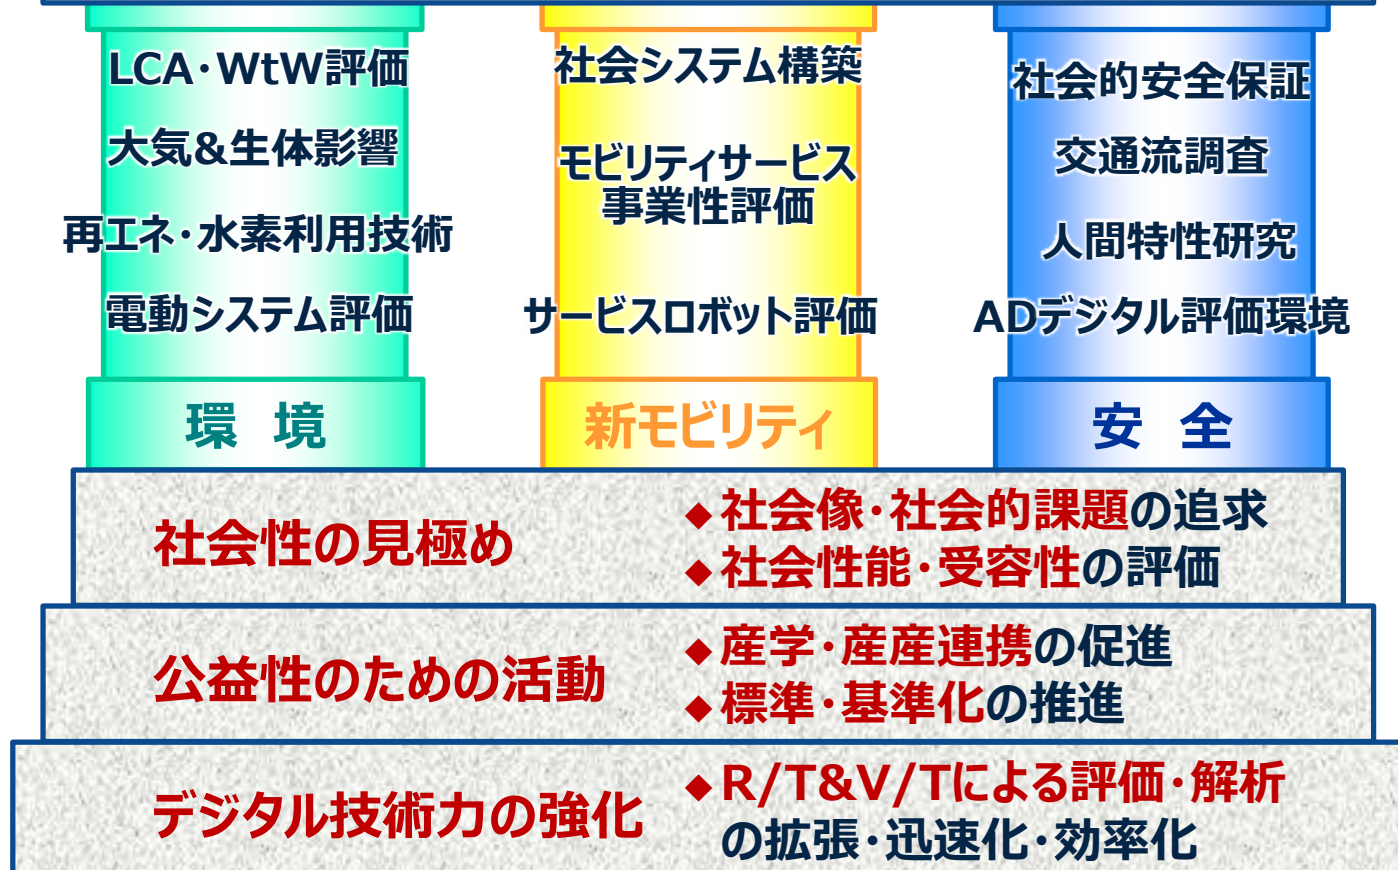 LCA・WtW評価
大気&生体影響
再エネ・水素利用技術
電動システム評価
環 境
社会システム構築
モビリティサービス
事業性評価
サービスロボット評価
新モビリティ
社会的安全保証
交通流調査
人間特性研究
ADデジタル評価環境
安 全
社会性の見極め
◆社会像・社会的課題の追求
◆社会性能・受容性の評価
公益性のための活動
◆産学・産産連携の促進
◆標準・基準化の推進
デジタル技術力の強化
◆R/T&V/Tによる評価・解析
の拡張・迅速化・効率化